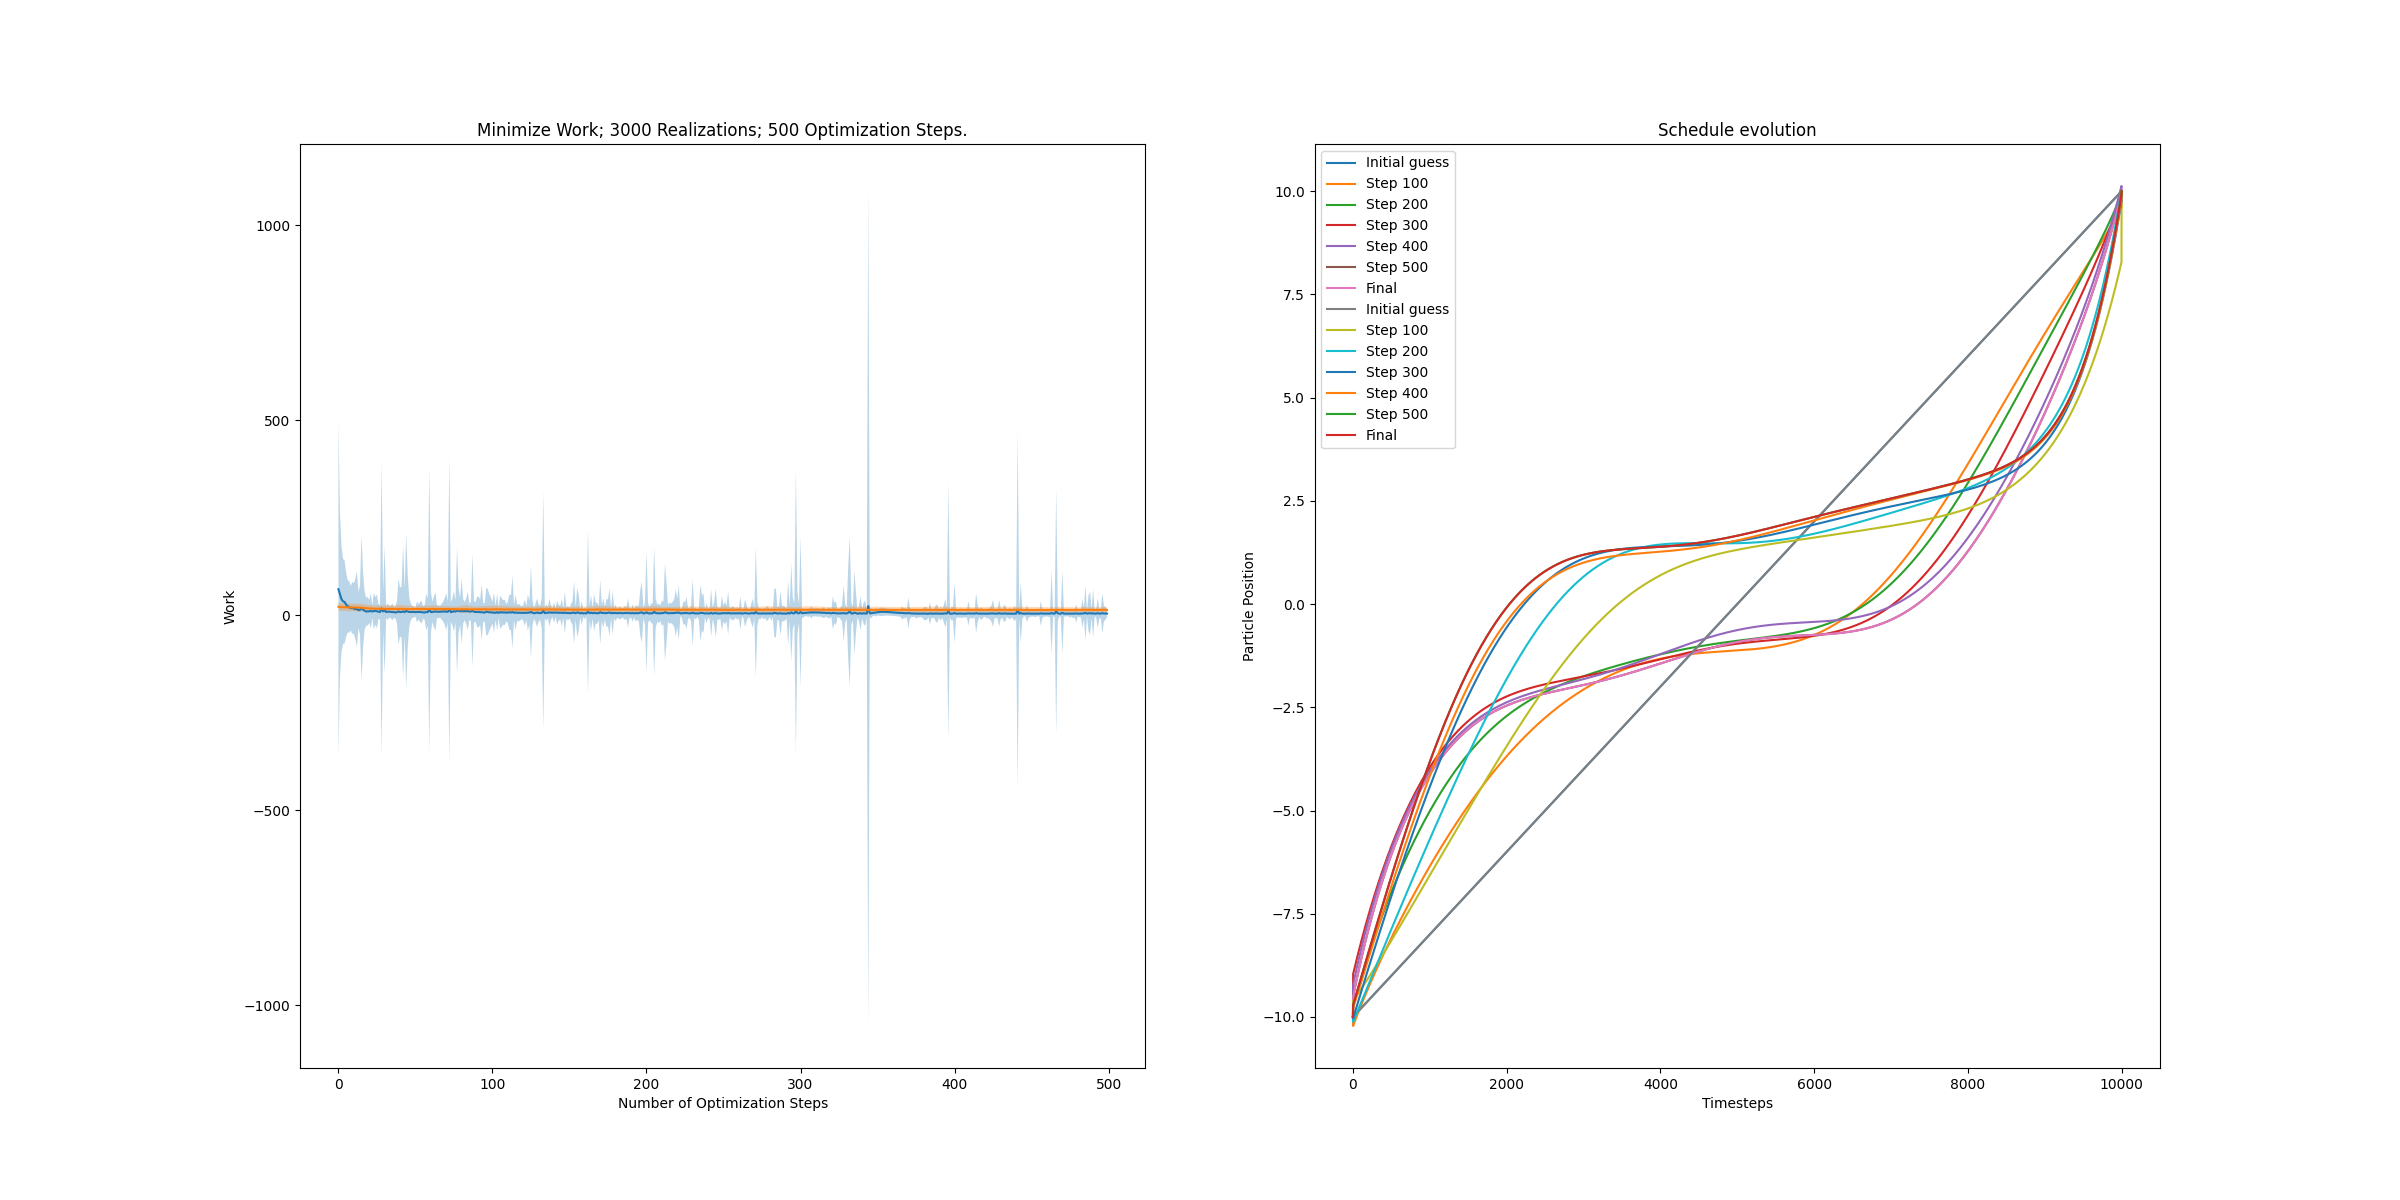 Minimize Work; 3000 Realizations; 500 Optimization Steps.
1000
500
0
−500
−1000
Work
0 100 200 300 400 500
Number of Optimization Steps
Schedule evolution
Initial guess
Step 100
Step 200
Step 300
Step 400
Step 500
Final
Initial guess
Step 100
Step 200
Step 300
Step 400
Step 500
Final
10.0
7.5
5.0
2.5
0.0
−2.5
−5.0
−7.5
−10.0
Particle Position
0 2000 4000 6000 8000 10000
Timesteps